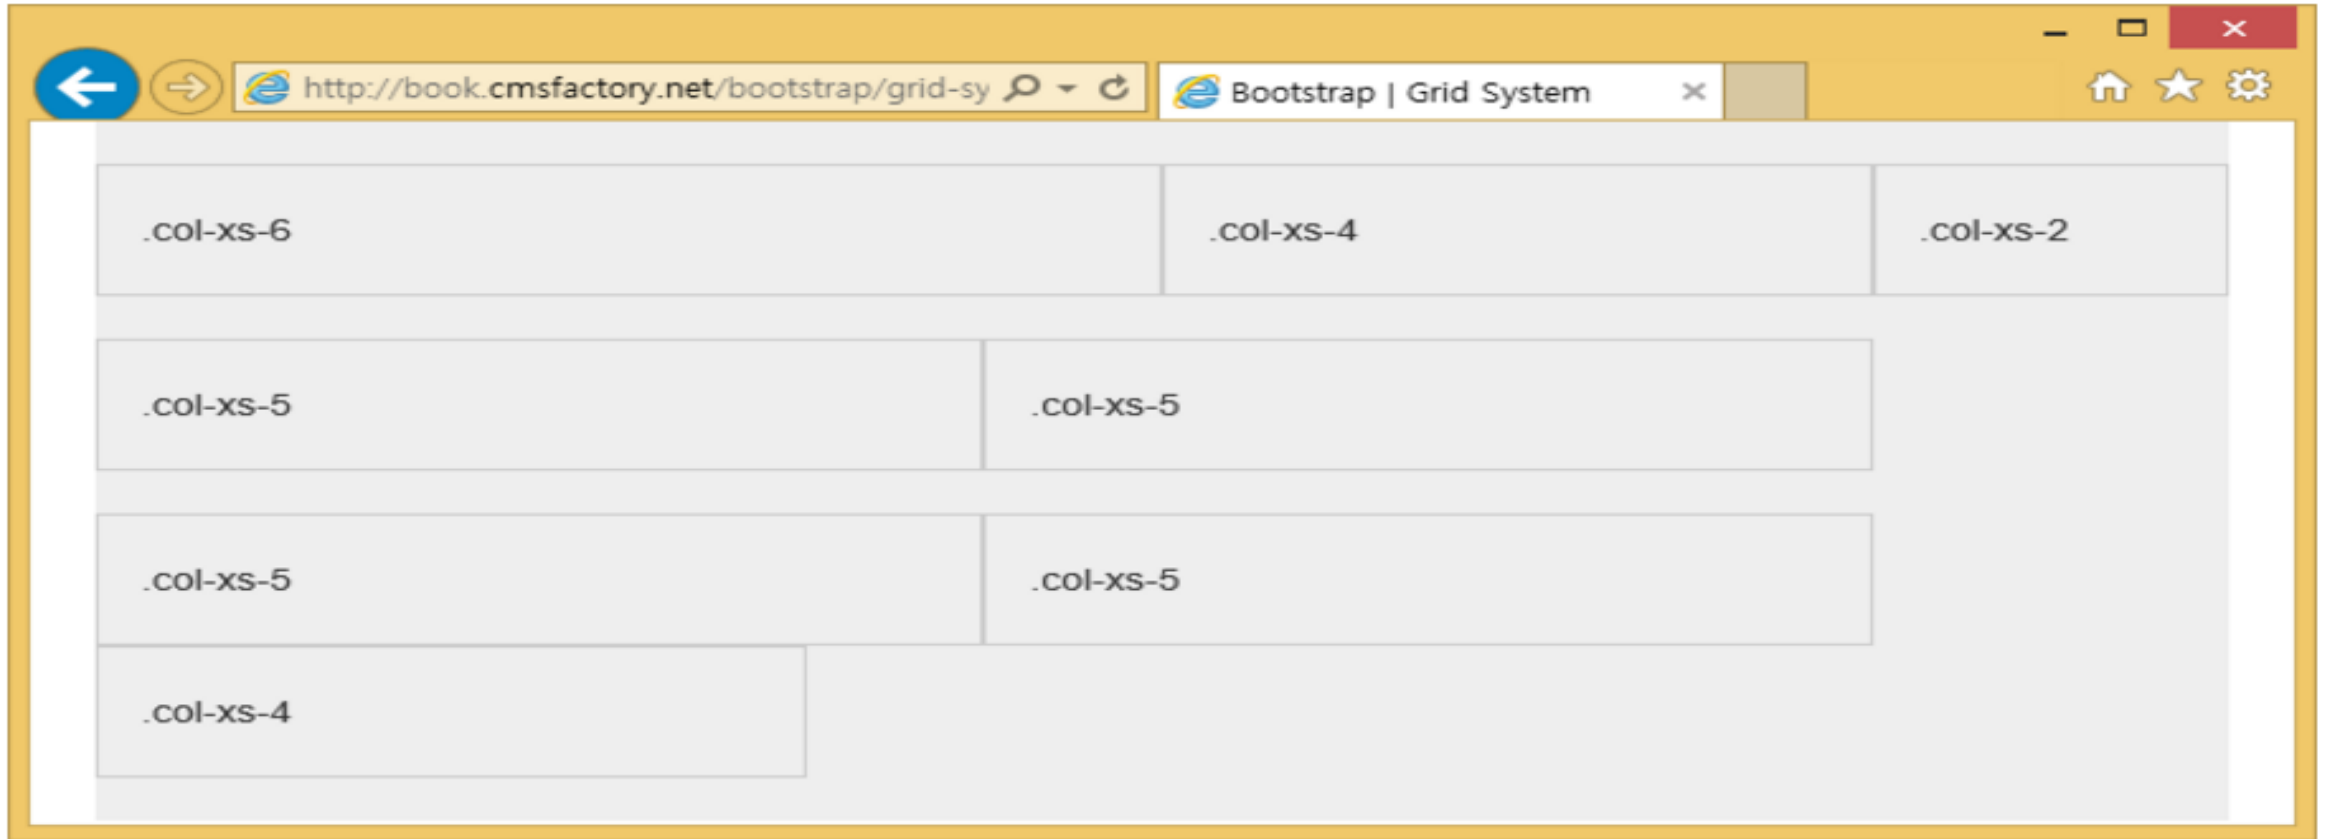 http://book.cmsfactory.net/bootstrap/grid-sy
Bootstrap | Grid System
.col-xs-6 .col-xs-4 .col-xs-2
.col-xs-5 .col-xs-5
.col-xs-5 .col-xs-5
.col-xs-4